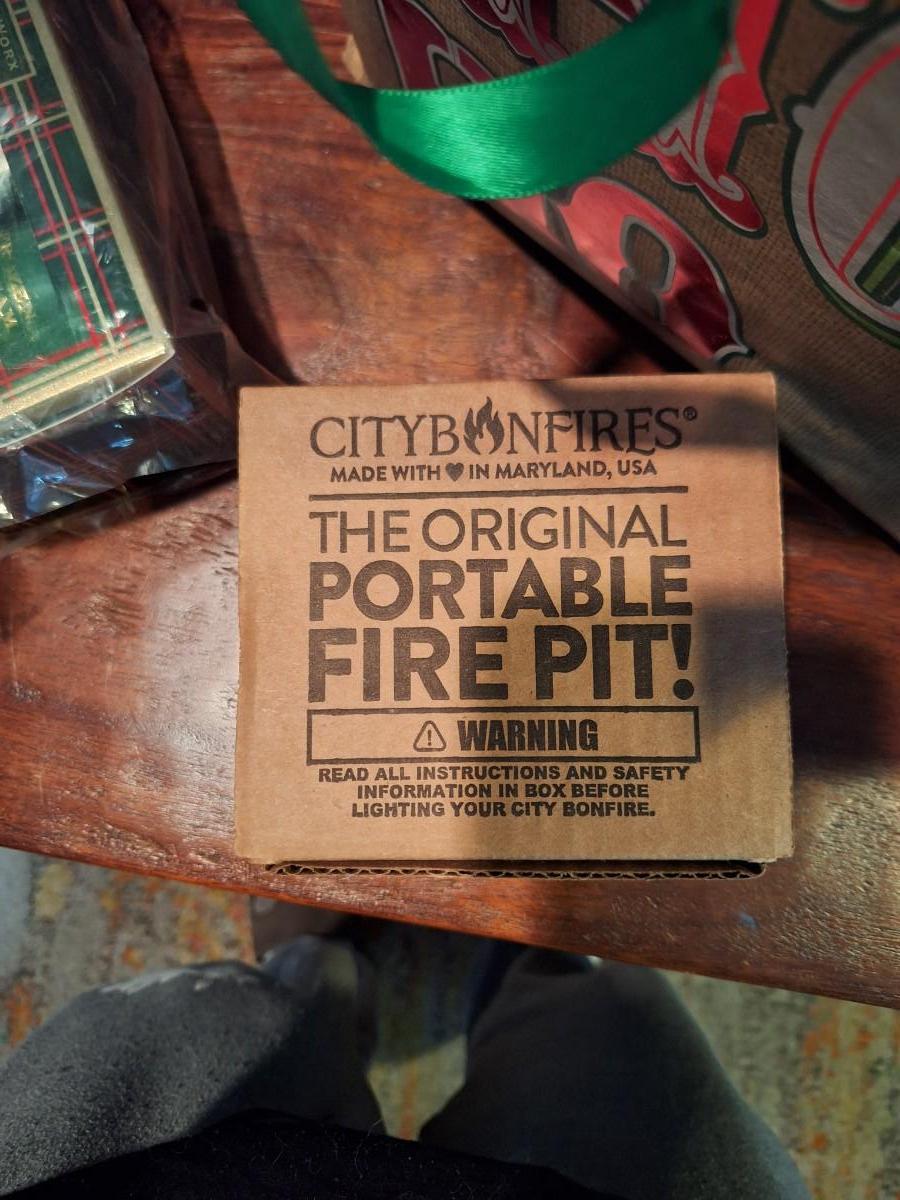 WORX
CITYBONFIRES®
MADE WITH ♥ IN MARYLAND, USA
THE ORIGINAL
PORTABLE
FIRE PIT!
⚠ WARNING
READ ALL INSTRUCTIONS AND SAFETY
INFORMATION IN BOX BEFORE
LIGHTING YOUR CITY BONFIRE.